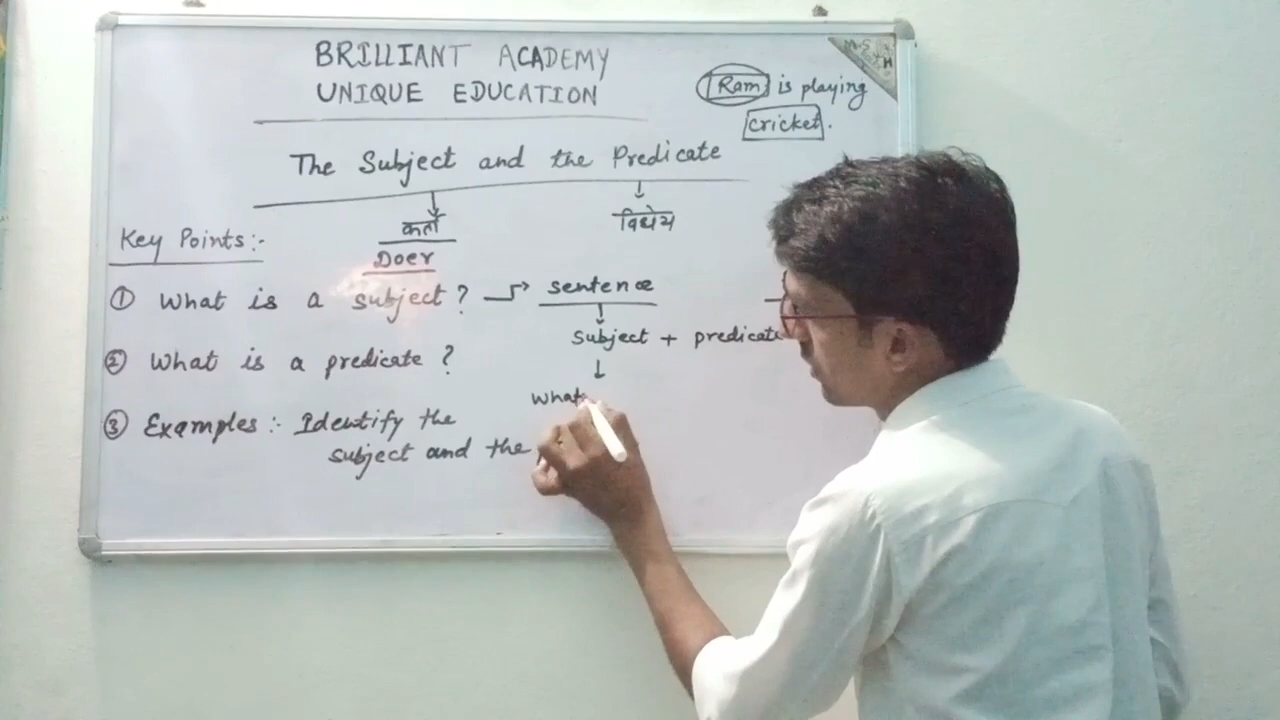 BRILLIANT ACADEMY
UNIQUE EDUCATION
Ram is playing
cricket.
The Subject and the Predicate
कर्ता
विधेय
Doer
Key Points:-
① What is a subject? → sentence
subject + predicate
② What is a predicate ?
What
③ Examples :- Identify the
subject and the